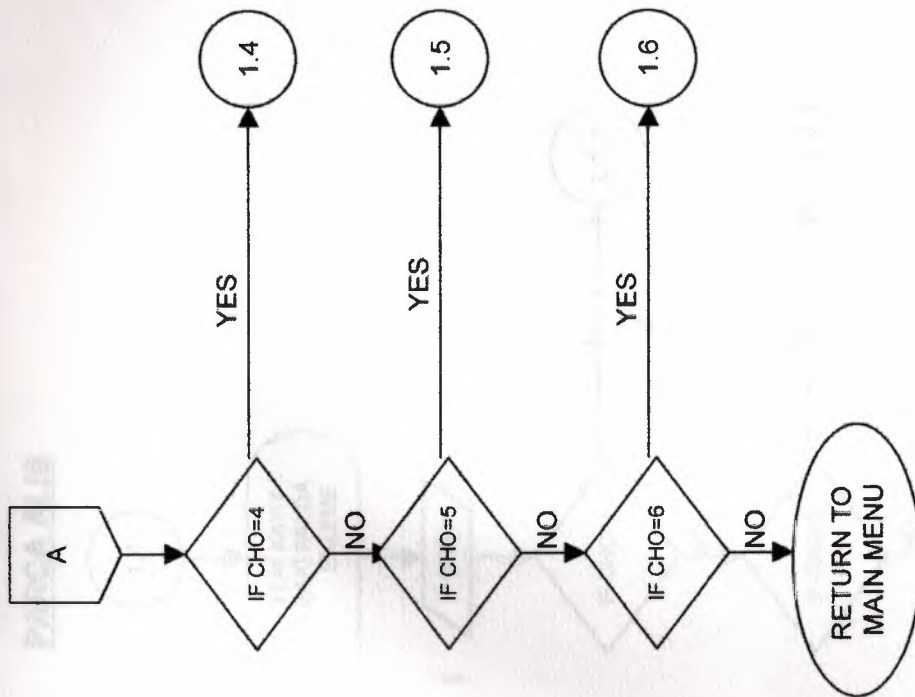 A
IF CHO=4
YES
1.4
NO
IF CHO=5
YES
1.5
NO
IF CHO=6
YES
1.6
NO
RETURN TO
MAIN MENU